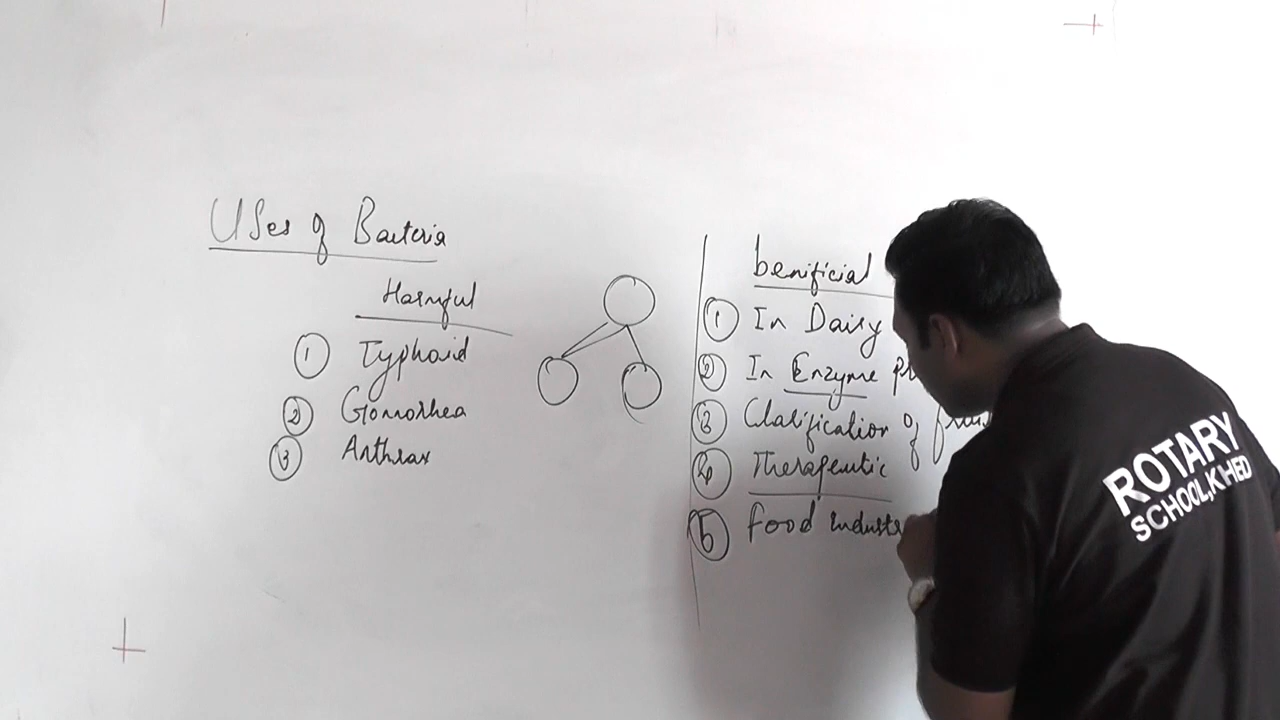 Uses of Bacteria
Harmful
1 Typhoid
2 Gonorrhea
3 Anthrax
benificial
1 In Dairy
2 In Enzyme
3 Clarification of
4 Therapeutic
5 food indust
ROTARY
SCHOOL,KHED